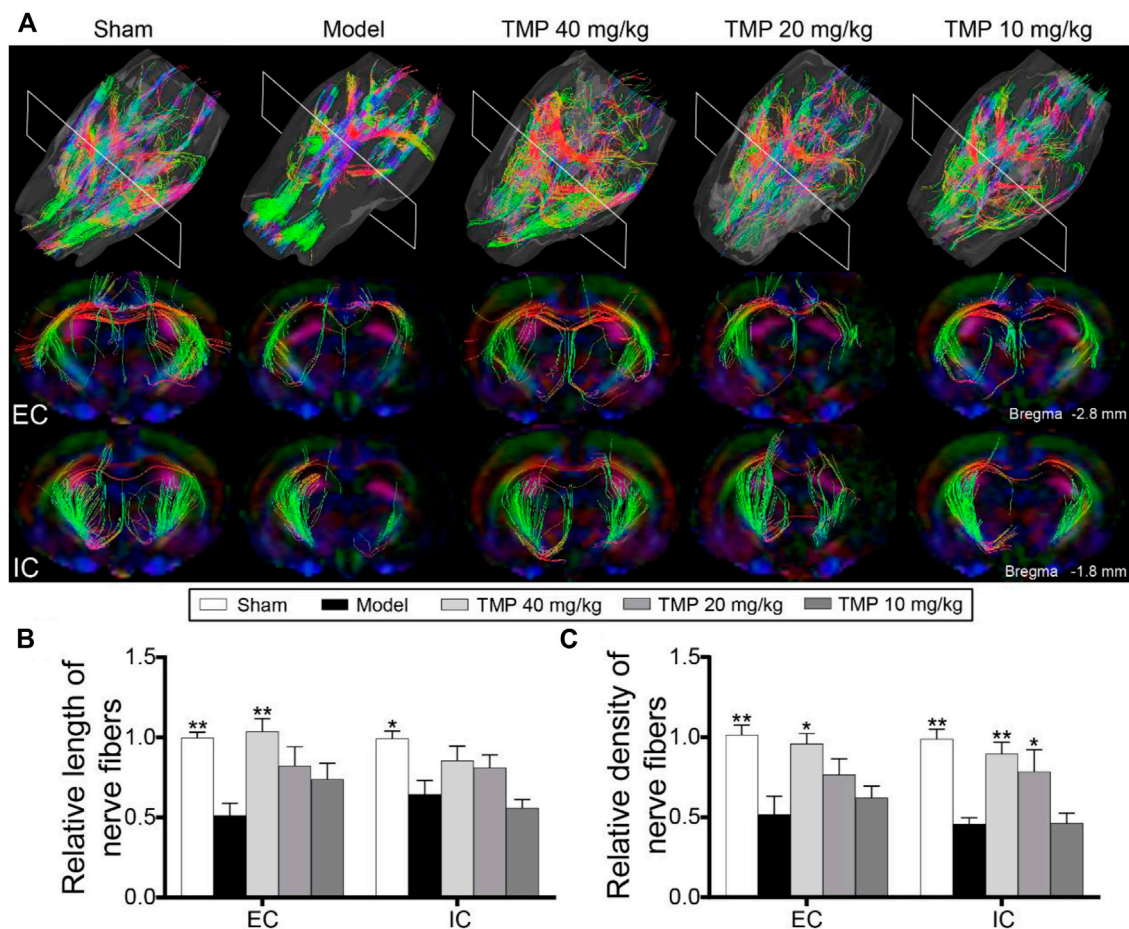 A
Sham Model TMP 40 mg/kg TMP 20 mg/kg TMP 10 mg/kg
EC
Bregma -2.8 mm
IC
Bregma -1.8 mm
Sham Model TMP 40 mg/kg TMP 20 mg/kg TMP 10 mg/kg
B
Relative length of
nerve fibers
1.5
1.0
0.5
0.0
** ** *
EC IC
C
Relative density of
nerve fibers
1.5
1.0
0.5
0.0
** * ** ** *
EC IC